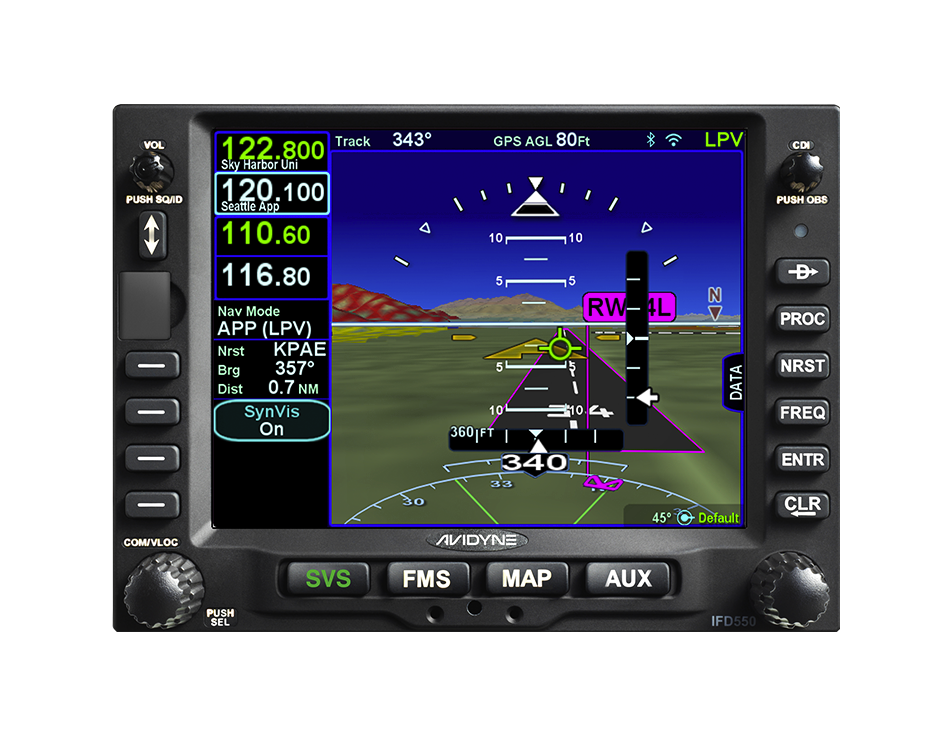 VOL
PUSH SQ/ID
122.800
Sky Harbor Uni
120.100
Seattle App
110.60
116.80
Nav Mode
APP (LPV)
Nrst KPAE
Brg 357°
Dist 0.7 NM
SynVis
On
Track 343° GPS AGL 80Ft LPV
10 10
5 5
N
5 5
10 10
360 FT
340
30 33
45° Default
DATA
CDI
PUSH OBS
D
PROC
NRST
FREQ
ENTR
CLR
COM/VLOC
PUSH
SEL
AVIDYNE
SVS FMS MAP AUX
IFD550